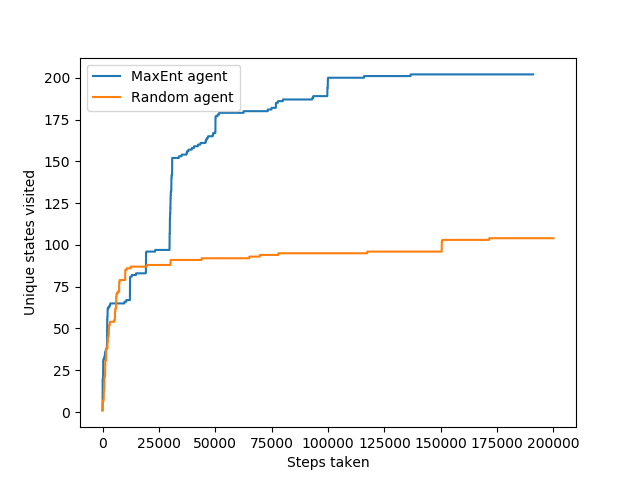 MaxEnt agent
Random agent
Unique states visited
200
175
150
125
100
75
50
25
0
0 25000 50000 75000 100000 125000 150000 175000 200000
Steps taken